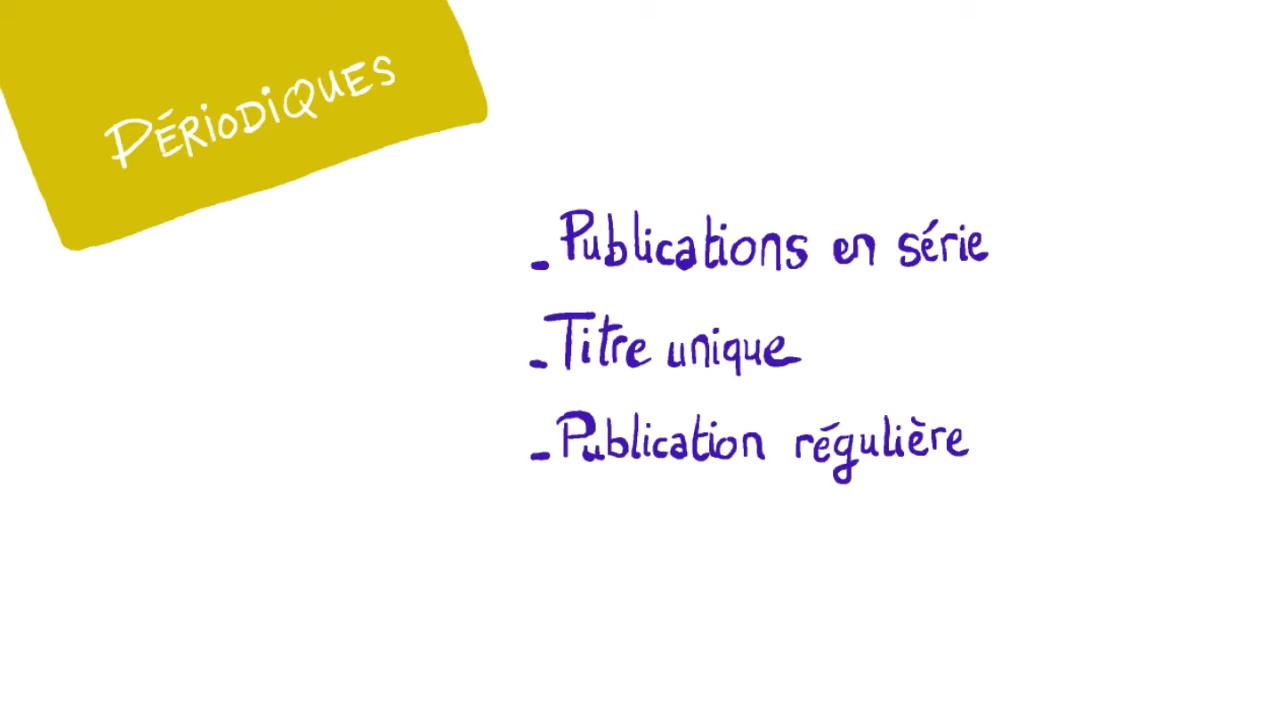 PÉRIODIQUES
- Publications en série
- Titre unique
- Publication régulière